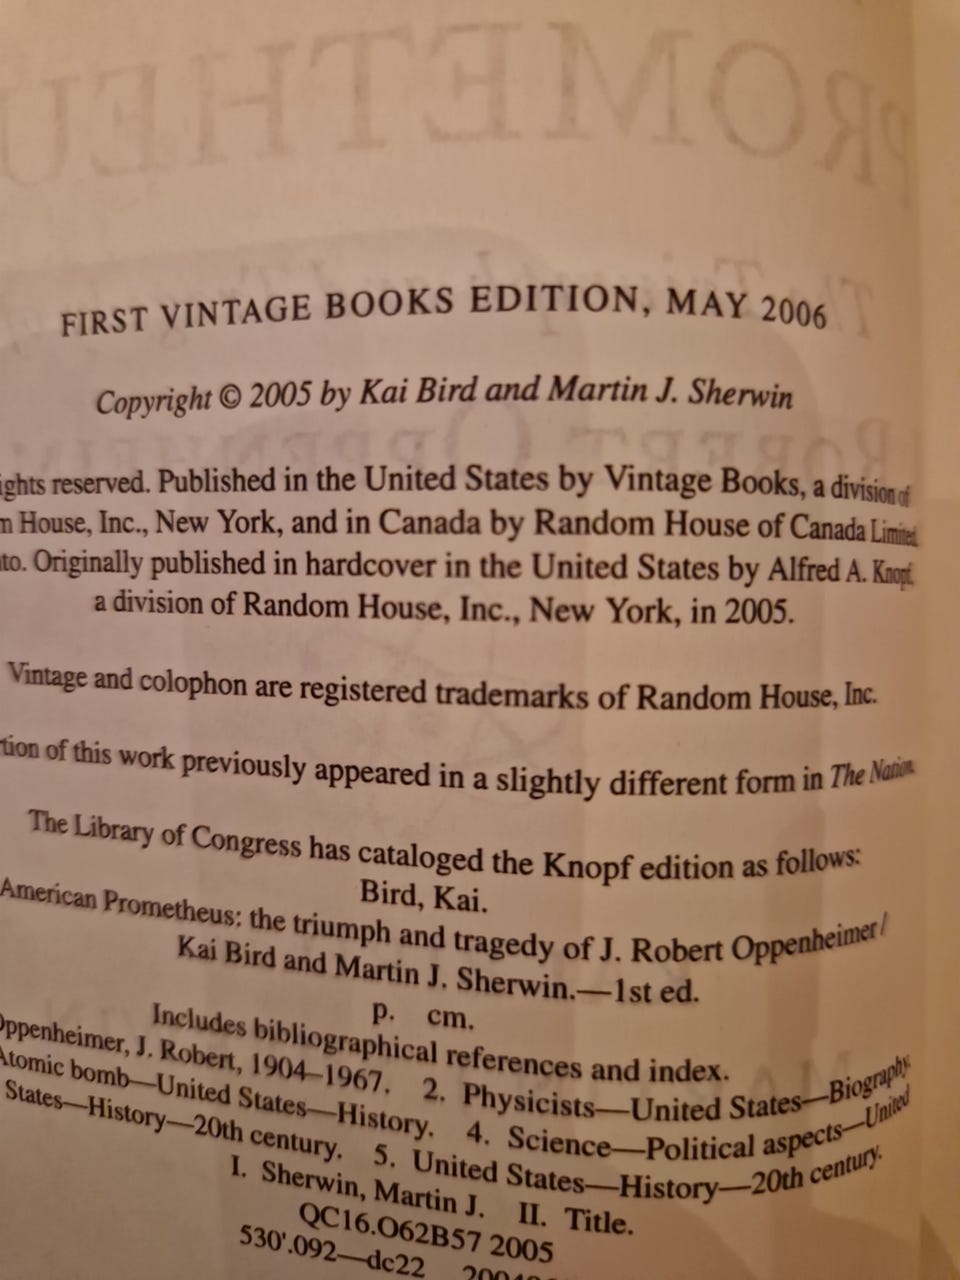 FIRST VINTAGE BOOKS EDITION, MAY 2006
Copyright © 2005 by Kai Bird and Martin J. Sherwin
ights reserved. Published in the United States by Vintage Books, a division of
m House, Inc., New York, and in Canada by Random House of Canada Limited,
to. Originally published in hardcover in the United States by Alfred A. Knopf,
a division of Random House, Inc., New York, in 2005.
Vintage and colophon are registered trademarks of Random House, Inc.
tion of this work previously appeared in a slightly different form in The Nation.
The Library of Congress has cataloged the Knopf edition as follows:
Bird, Kai.
American Prometheus: the triumph and tragedy of J. Robert Oppenheimer /
Kai Bird and Martin J. Sherwin.—1st ed.
p. cm.
Includes bibliographical references and index.
Oppenheimer, J. Robert, 1904–1967. 2. Physicists—United States—Biography.
Atomic bomb—United States—History. 4. Science—Political aspects—United
States—History—20th century. 5. United States—History—20th century.
I. Sherwin, Martin J. II. Title.
QC16.O62B57 2005
530'.092—dc22